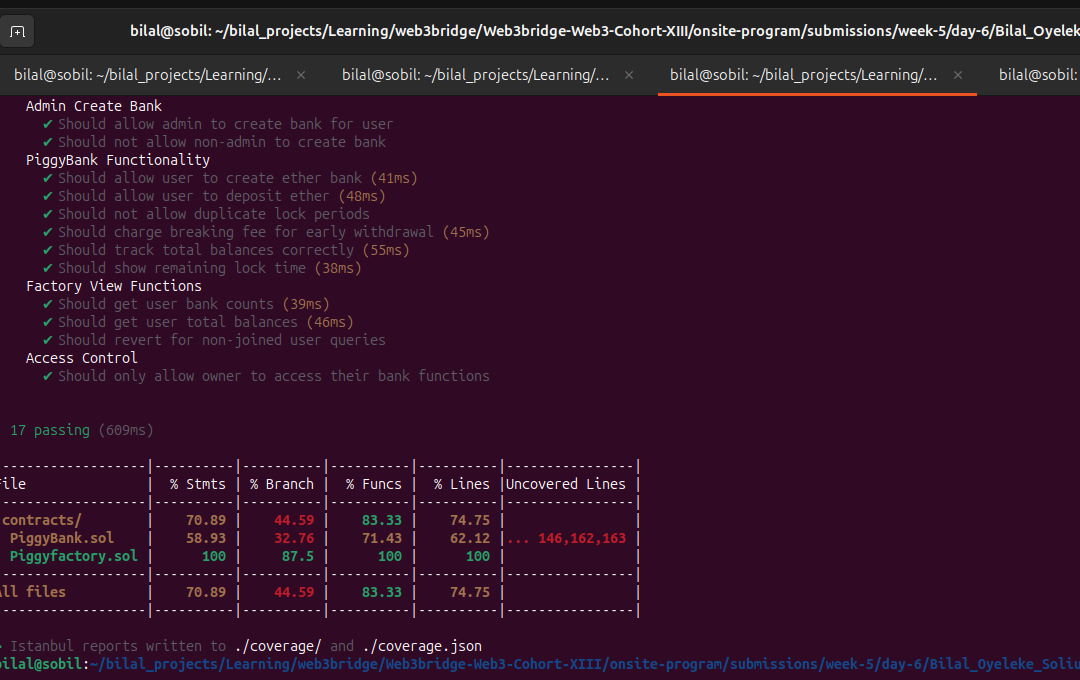 bilal@sobil: ~/bilal_projects/Learning/web3bridge/Web3bridge-Web3-Cohort-XIII/onsite-program/submissions/week-5/day-6/Bilal_Oyeleke
bilal@sobil: ~/bilal_projects/Learning/... × bilal@sobil: ~/bilal_projects/Learning/... × bilal@sobil: ~/bilal_projects/Learning/... × bilal@sobil:
Admin Create Bank
✔ Should allow admin to create bank for user
✔ Should not allow non-admin to create bank
PiggyBank Functionality
✔ Should allow user to create ether bank (41ms)
✔ Should allow user to deposit ether (48ms)
✔ Should not allow duplicate lock periods
✔ Should charge breaking fee for early withdrawal (45ms)
✔ Should track total balances correctly (55ms)
✔ Should show remaining lock time (38ms)
Factory View Functions
✔ Should get user bank counts (39ms)
✔ Should get user total balances (46ms)
✔ Should revert for non-joined user queries
Access Control
✔ Should only allow owner to access their bank functions
17 passing (609ms)
------------------|----------|----------|----------|----------|----------------|
ile | % Stmts | % Branch | % Funcs | % Lines |Uncovered Lines |
------------------|----------|----------|----------|----------|----------------|
contracts/ | 70.89 | 44.59 | 83.33 | 74.75 | |
PiggyBank.sol | 58.93 | 32.76 | 71.43 | 62.12 |... 146,162,163 |
Piggyfactory.sol | 100 | 87.5 | 100 | 100 | |
------------------|----------|----------|----------|----------|----------------|
ll files | 70.89 | 44.59 | 83.33 | 74.75 | |
------------------|----------|----------|----------|----------|----------------|
Istanbul reports written to ./coverage/ and ./coverage.json
bilal@sobil:~/bilal_projects/Learning/web3bridge/Web3bridge-Web3-Cohort-XIII/onsite-program/submissions/week-5/day-6/Bilal_Oyeleke_Soliu